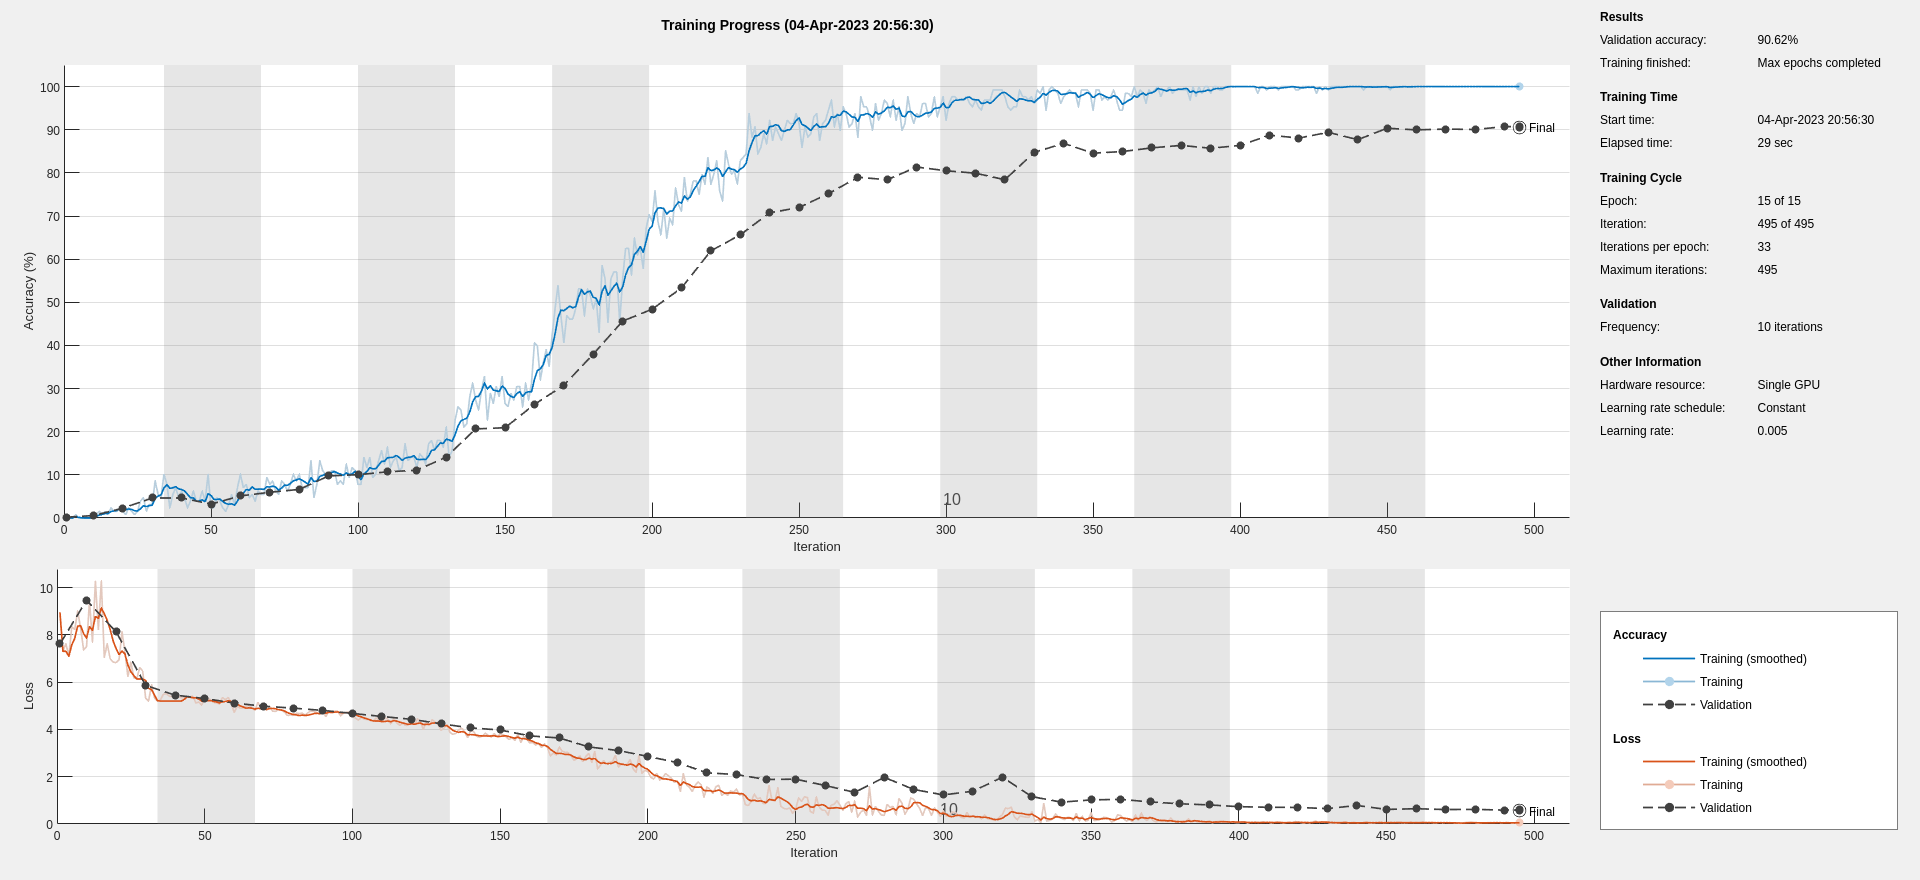 Training Progress (04-Apr-2023 20:56:30)
100
90
80
70
60
50
40
30
20
10
0
Accuracy (%)
10
0 50 100 150 200 250 300 350 400 450 500
Iteration
Final
10
8
6
4
2
0
Loss
10
0 50 100 150 200 250 300 350 400 450 500
Iteration
Final
Results
Validation accuracy: 90.62%
Training finished: Max epochs completed
Training Time
Start time: 04-Apr-2023 20:56:30
Elapsed time: 29 sec
Training Cycle
Epoch: 15 of 15
Iteration: 495 of 495
Iterations per epoch: 33
Maximum iterations: 495
Validation
Frequency: 10 iterations
Other Information
Hardware resource: Single GPU
Learning rate schedule: Constant
Learning rate: 0.005
Accuracy
Training (smoothed)
Training
Validation
Loss
Training (smoothed)
Training
Validation